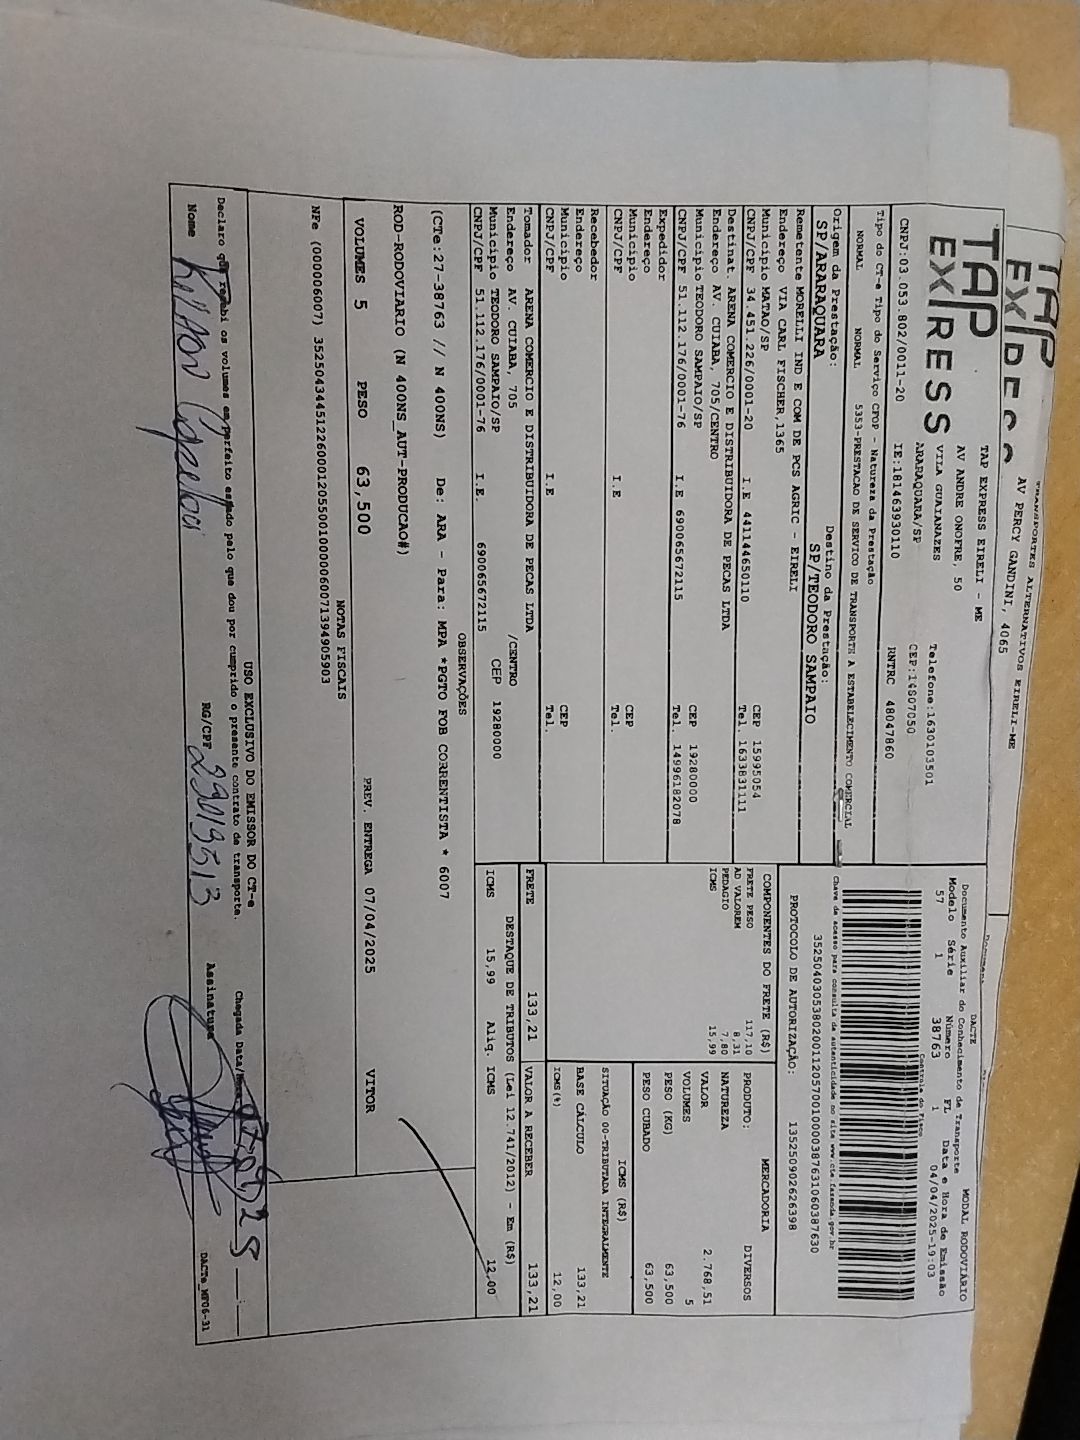 TRANSPORTES ALTERNATIVOS EIRELI-ME
AV PERCY GANDINI, 4065
TAP EXPRESS
TAP EXPRESS EIRELI - ME
AV ANDRE ONOFRE, 50
VILA GUAIANAZES Telefone:1630103501
ARARAQUARA/SP CEP:14807050
CNPJ:03.053.802/0011-20 IE:181463930110 RNTRC 48047860
DACTE MODAL RODOVIÁRIO
Documento Auxiliar do Conhecimento de Transporte
Modelo Série Número FL Data e Hora de Emissão
57 1 38763 1 04/04/2025-19:03
Controle do Fisco
Chave de acesso para consulta de autenticidade no site www.cte.fazenda.gov.br
35250403053802001120570010000387631060387630
PROTOCOLO DE AUTORIZAÇÃO: 135250902626398
Tipo do CT-e Tipo do Serviço CFOP - Natureza da Prestação
NORMAL NORMAL 5353-PRESTACAO DE SERVICO DE TRANSPORTE A ESTABELECIMENTO COMERCIAL
Origem da Prestação: Destino da Prestação:
SP/ARARAQUARA SP/TEODORO SAMPAIO
Remetente MORELLI IND E COM DE PCS AGRIC - EIRELI
Endereço VIA CARL FISCHER,1365
Município MATAO/SP CEP 15995054
CNPJ/CPF 34.451.226/0001-20 I.E 441144650110 Tel. 1633831111
Destinat. ARENA COMERCIO E DISTRIBUIDORA DE PECAS LTDA
Endereço AV. CUIABA, 705/CENTRO
Município TEODORO SAMPAIO/SP CEP 19280000
CNPJ/CPF 51.112.176/0001-76 I.E 690065672115 Tel. 14996182078
Expedidor
Endereço
Município CEP
CNPJ/CPF I.E Tel.
Recebedor
Endereço
Município CEP
CNPJ/CPF I.E Tel.
Tomador ARENA COMERCIO E DISTRIBUIDORA DE PECAS LTDA
Endereço AV. CUIABA, 705 /CENTRO
Município TEODORO SAMPAIO/SP CEP 19280000
CNPJ/CPF 51.112.176/0001-76 I.E. 690065672115
COMPONENTES DO FRETE (R$)
FRETE PESO 117,10
AD VALOREM 8,31
PEDAGIO 7,80
ICMS 15,99
MERCADORIA
PRODUTO: DIVERSOS
NATUREZA
VALOR 2.768,51
VOLUMES 5
PESO (KG) 63,500
PESO CUBADO 63,500
ICMS (R$)
SITUAÇÃO 00-TRIBUTADA INTEGRALMENTE
BASE CÁLCULO 133,21
ICMS(%) 12,00
FRETE 133,21 VALOR A RECEBER 133,21
DESTAQUE DE TRIBUTOS (Lei 12.741/2012) - Em (R$)
ICMS 15,99 Aliq. ICMS 12,00
OBSERVAÇÕES
(CTe:27-38763 // N 400NS) De: ARA - Para: MPA *PGTO FOB CORRENTISTA * 6007
ROD-RODOVIARIO (N 400NS_AUT-PRODUCAO#)
VOLUMES 5 PESO 63,500 PREV. ENTREGA 07/04/2025 VITOR
NOTAS FISCAIS
NFe (000006007) 35250434451226000120550010000060071394905903
USO EXCLUSIVO DO EMISSOR DO CT-e
Declaro que recebi os volumes em perfeito estado pelo que dou por cumprido o presente contrato de transporte.
Chegada Data/Hora
Nome RG/CPF 22013513 Assinatura
DACTe_MF06-31